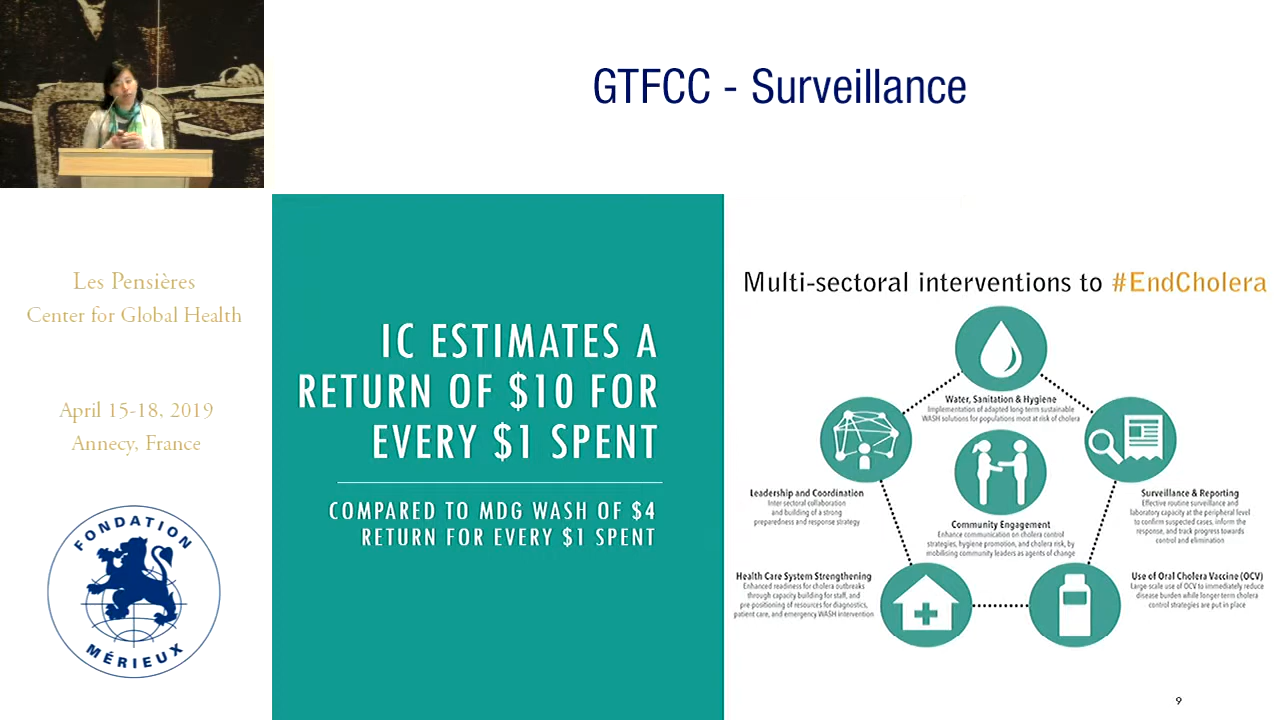 GTFCC - Surveillance
Les Pensières
Center for Global Health
April 15-18, 2019
Annecy, France
FONDATION
MÉRIEUX
IC ESTIMATES A
RETURN OF $10 FOR
EVERY $1 SPENT
COMPARED TO MDG WASH OF $4
RETURN FOR EVERY $1 SPENT
Multi-sectoral interventions to #EndCholera
Water, Sanitation & Hygiene
Implementation of adapted long term sustainable
WASH solutions for populations most at risk of cholera
Leadership and Coordination
Inter sectoral collaboration
and building of a strong
preparedness and response strategy
Community Engagement
Enhance communication on cholera control
strategies, hygiene promotion, and cholera risk, by
mobilising community leaders as agents of change
Surveillance & Reporting
Effective routine surveillance and
laboratory capacity at the peripheral level
to confirm suspected cases, inform the
response, and track progress towards
control and elimination
Health Care System Strengthening
Enhanced readiness for cholera outbreaks
through capacity building for staff, and
pre positioning of resources for diagnostics,
patient care, and emergency WASH intervention
Use of Oral Cholera Vaccine (OCV)
Large-scale use of OCV to immediately reduce
disease burden while longer-term cholera
control strategies are put in place
9